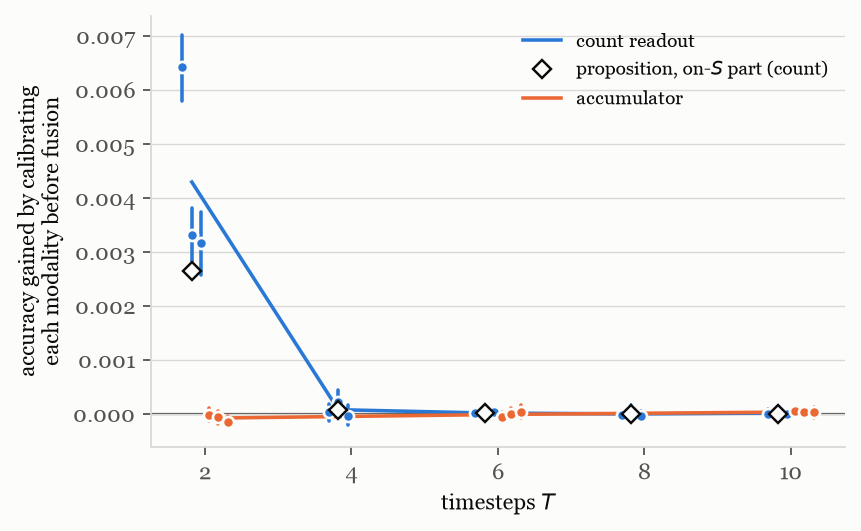 0.007
0.006
0.005
0.004
0.003
0.002
0.001
0.000
accuracy gained by calibrating
each modality before fusion
count readout
proposition, on-S part (count)
accumulator
2
4
6
8
10
timesteps T